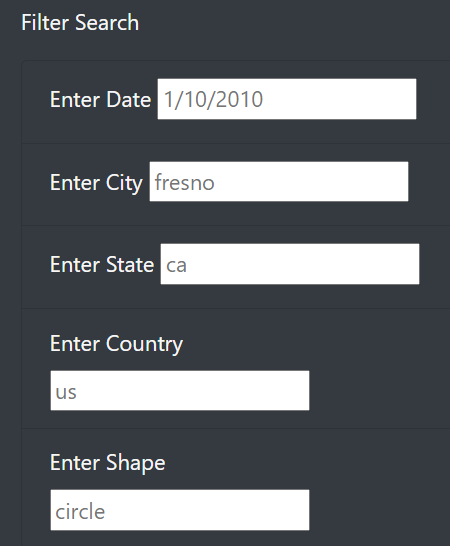 Filter Search
Enter Date 1/10/2010
Enter City fresno
Enter State ca
Enter Country
us
Enter Shape
circle